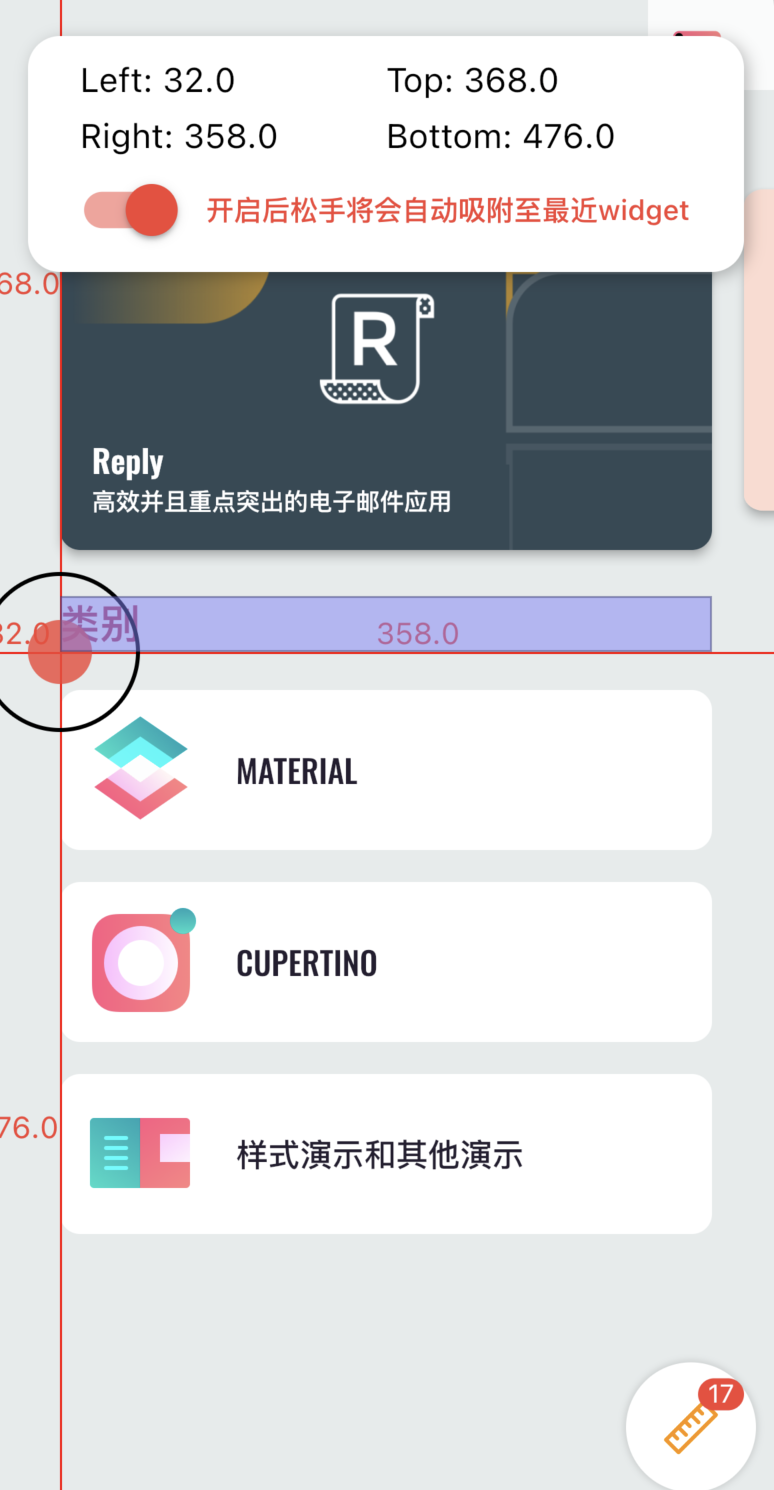 Left: 32.0
Top: 368.0
Right: 358.0
Bottom: 476.0
开启后松手将会自动吸附至最近widget
68.0
R
Reply
高效并且重点突出的电子邮件应用
类别
32.0
358.0
MATERIAL
CUPERTINO
76.0
样式演示和其他演示
17